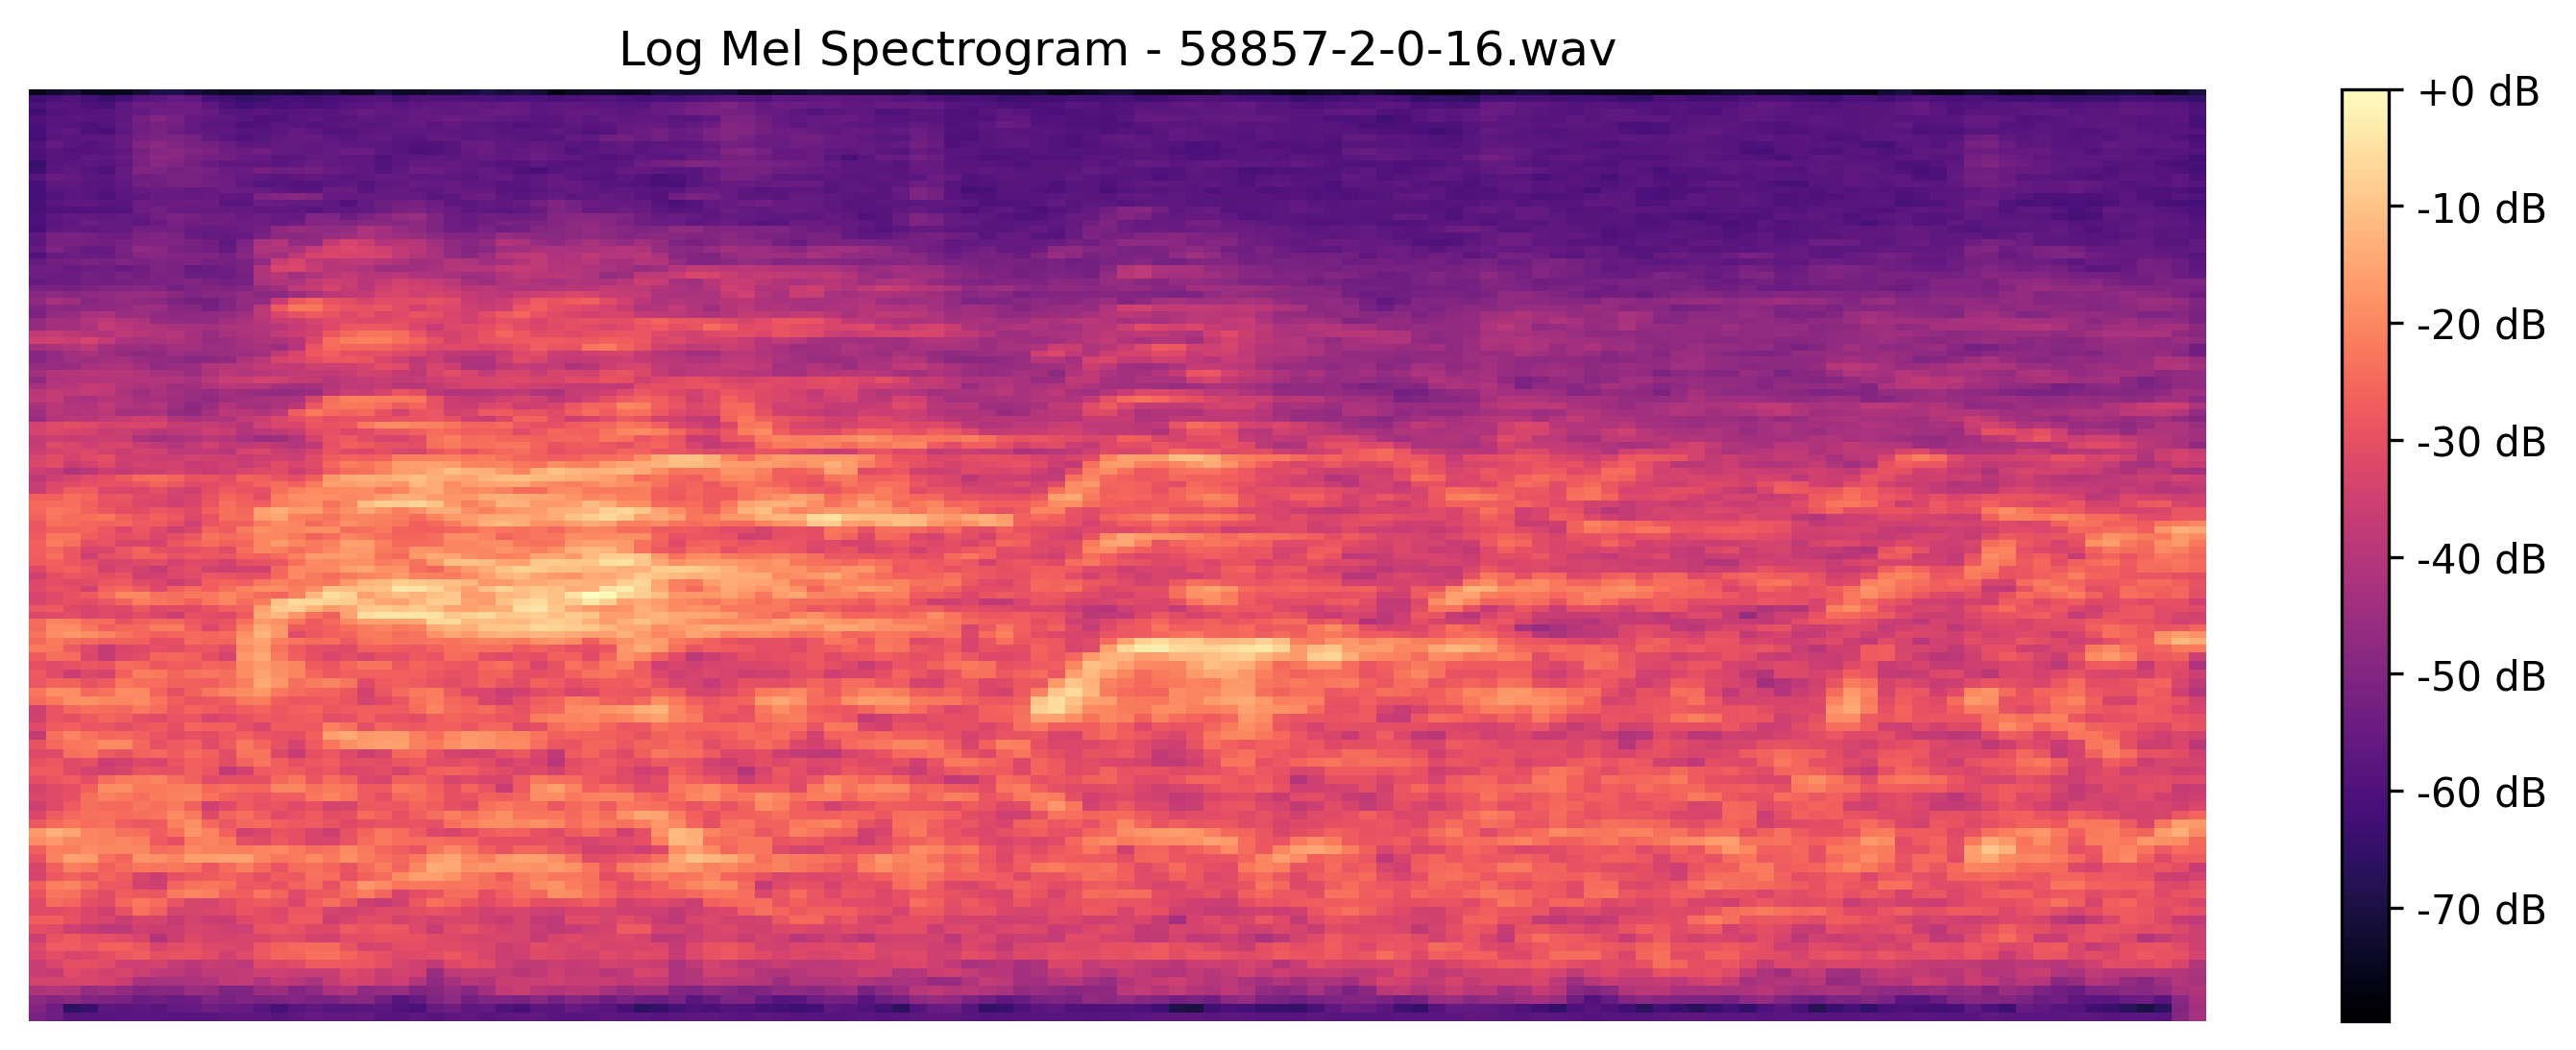 Log Mel Spectrogram - 58857-2-0-16.wav
+0 dB
-10 dB
-20 dB
-30 dB
-40 dB
-50 dB
-60 dB
-70 dB